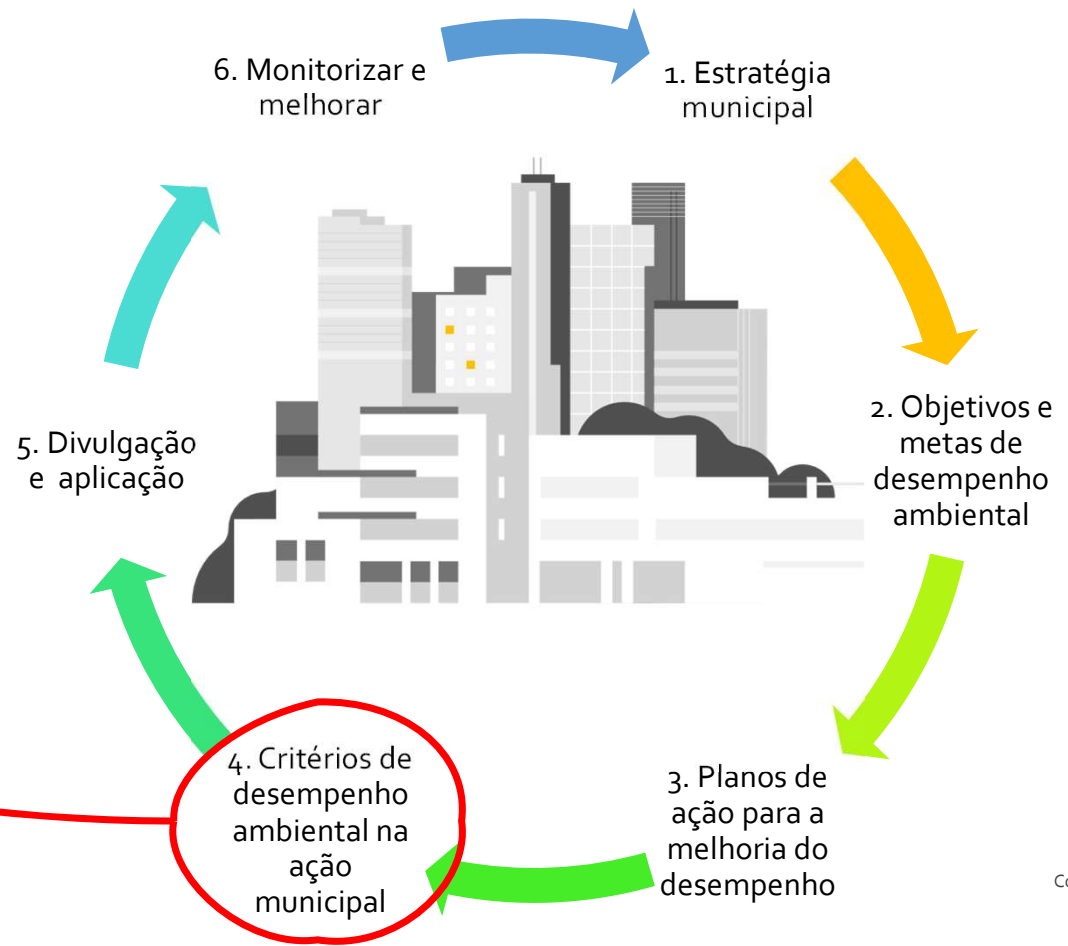 6. Monitorizar e
melhorar
1. Estratégia
municipal
2. Objetivos e
metas de
desempenho
ambiental
3. Planos de
ação para a
melhoria do
desempenho
4. Critérios de
desempenho
ambiental na
ação
municipal
5. Divulgação
e aplicação
Co